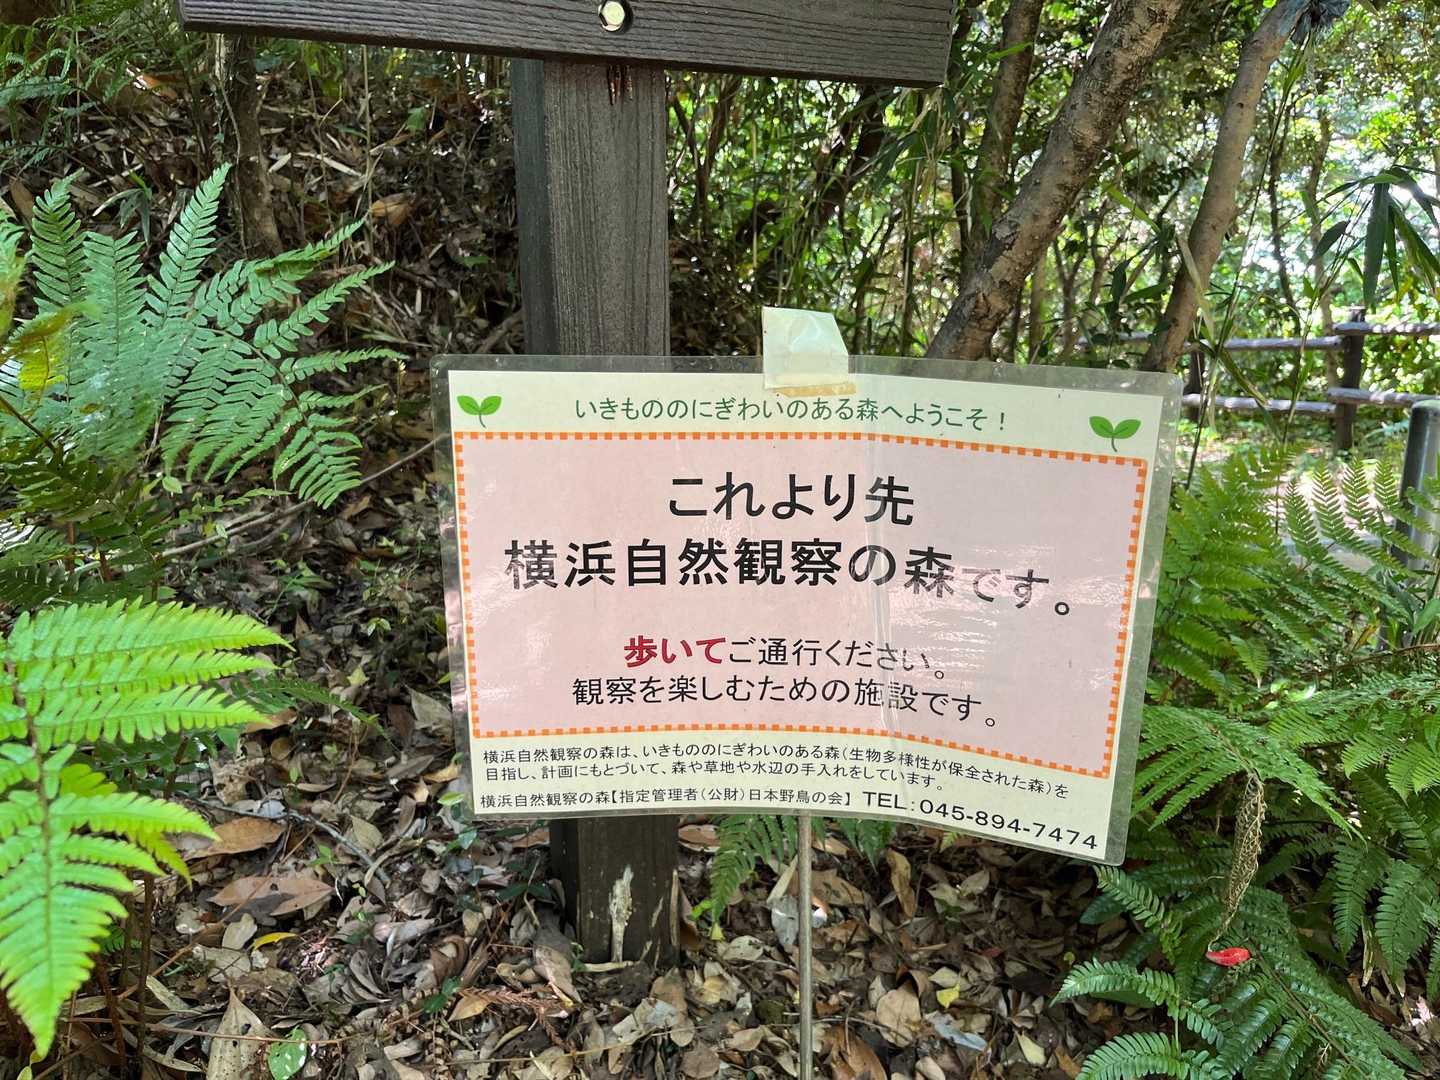 いきもののにぎわいのある森へようこそ！
これより先
横浜自然観察の森です。
歩いてご通行ください。
観察を楽しむための施設です。
横浜自然観察の森は、いきもののにぎわいのある森（生物多様性が保全された森）を
目指し、計画にもとづいて、森や草地や水辺の手入れをしています。
横浜自然観察の森【指定管理者（公財）日本野鳥の会】 TEL：045-894-7474